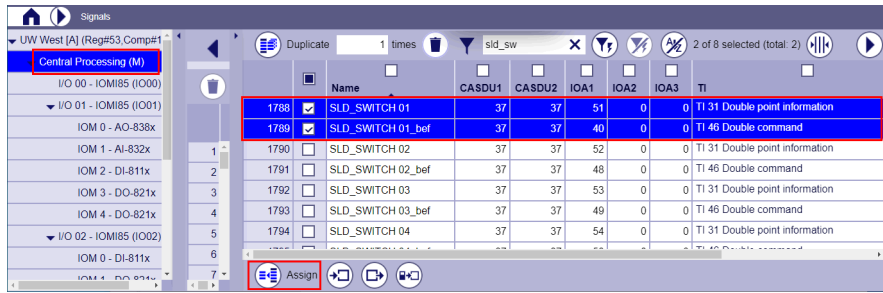 Signals
UW West [A] (Reg#53,Comp#1
Central Processing (M)
I/O 00 - IOMI85 (IO00)
I/O 01 - IOMI85 (IO01)
IOM 0 - AO-838x
IOM 1 - AI-832x
IOM 2 - DI-811x
IOM 3 - DO-821x
IOM 4 - DO-821x
I/O 02 - IOMI85 (IO02)
IOM 0 - DI-811x
IOM 1 - DO-821x
1
2
3
4
5
6
7
Duplicate 1 times sld_sw 2 of 8 selected (total: 2)
Name CASDU1 CASDU2 IOA1 IOA2 IOA3 TI
1788 SLD_SWITCH 01 37 37 51 0 0 TI 31 Double point information
1789 SLD_SWITCH 01_bef 37 37 40 0 0 TI 46 Double command
1790 SLD_SWITCH 02 37 37 52 0 0 TI 31 Double point information
1791 SLD_SWITCH 02_bef 37 37 48 0 0 TI 46 Double command
1792 SLD_SWITCH 03 37 37 53 0 0 TI 31 Double point information
1793 SLD_SWITCH 03_bef 37 37 49 0 0 TI 46 Double command
1794 SLD_SWITCH 04 37 37 54 0 0 TI 31 Double point information
Assign